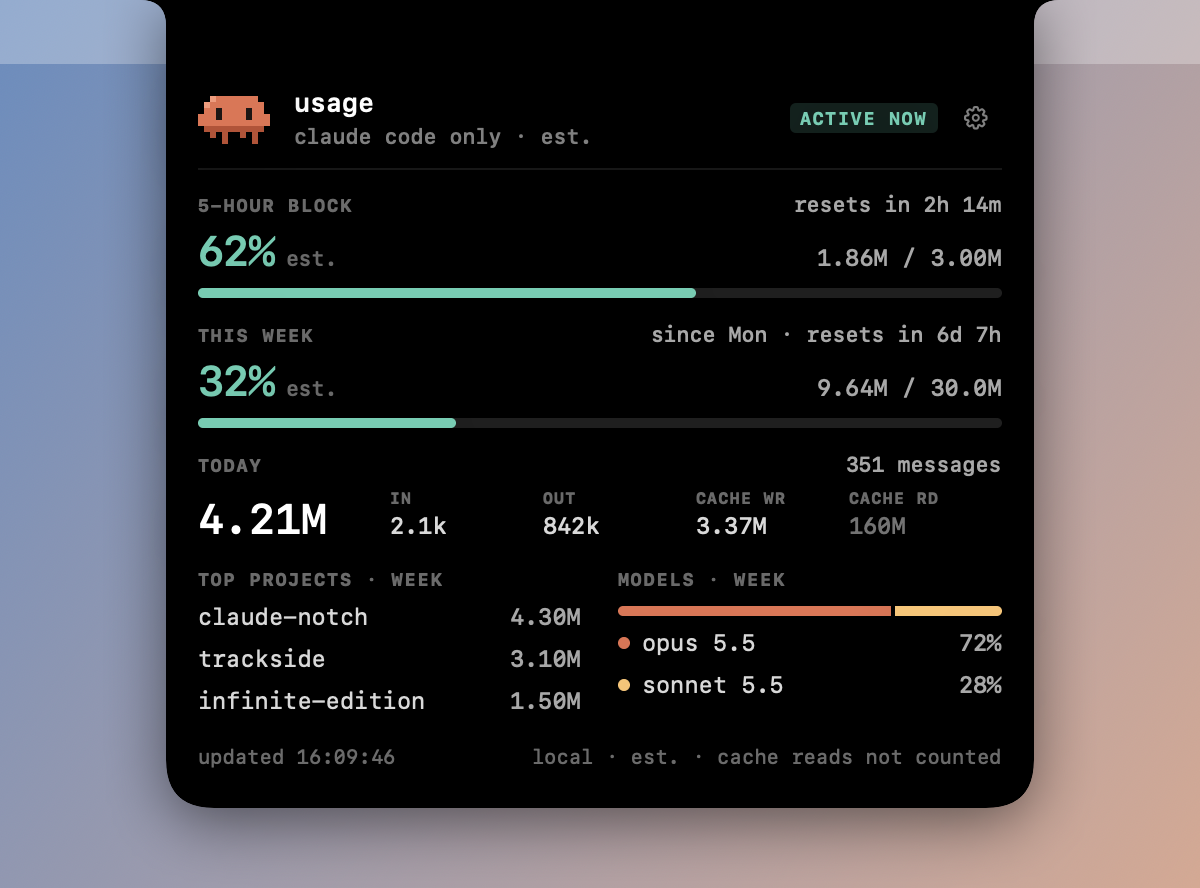 usage
claude code only · est.
ACTIVE NOW
5-HOUR BLOCK
resets in 2h 14m
62% est.
1.86M / 3.00M
THIS WEEK
since Mon · resets in 6d 7h
32% est.
9.64M / 30.0M
TODAY
351 messages
4.21M
IN
2.1k
OUT
842k
CACHE WR
3.37M
CACHE RD
160M
TOP PROJECTS · WEEK
claude-notch 4.30M
trackside 3.10M
infinite-edition 1.50M
MODELS · WEEK
opus 5.5 72%
sonnet 5.5 28%
updated 16:09:46
local · est. · cache reads not counted